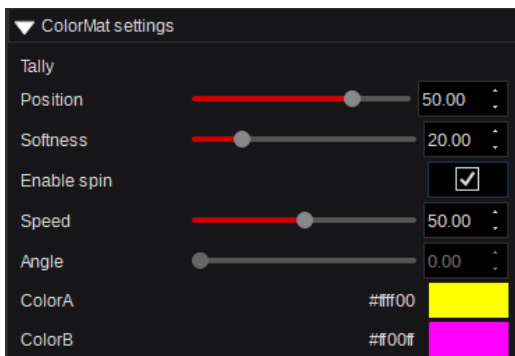 ColorMat settings
Tally
Position 50.00
Softness 20.00
Enable spin
Speed 50.00
Angle 0.00
ColorA #ffff00
ColorB #ff00ff